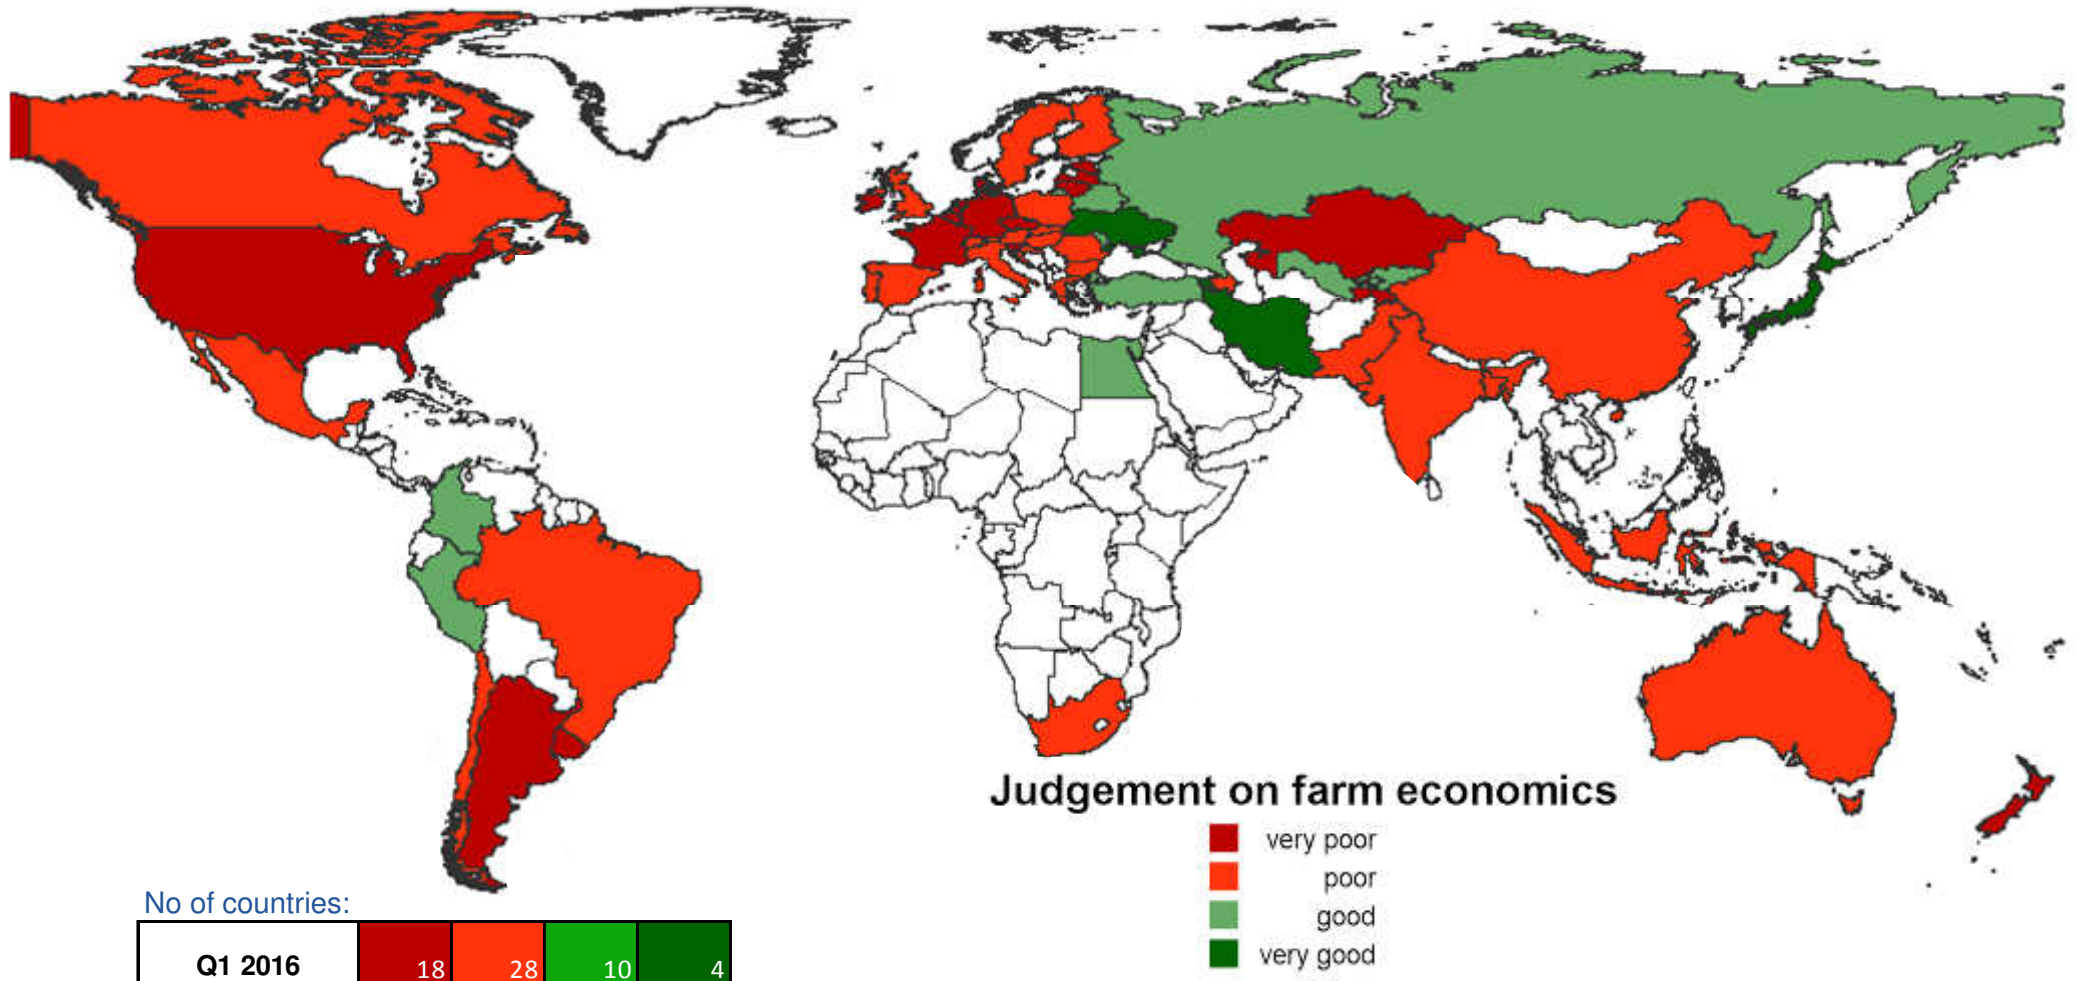 Judgement on farm economics
very poor
poor
good
very good
No of countries:
Q1 2016 18 28 10 4